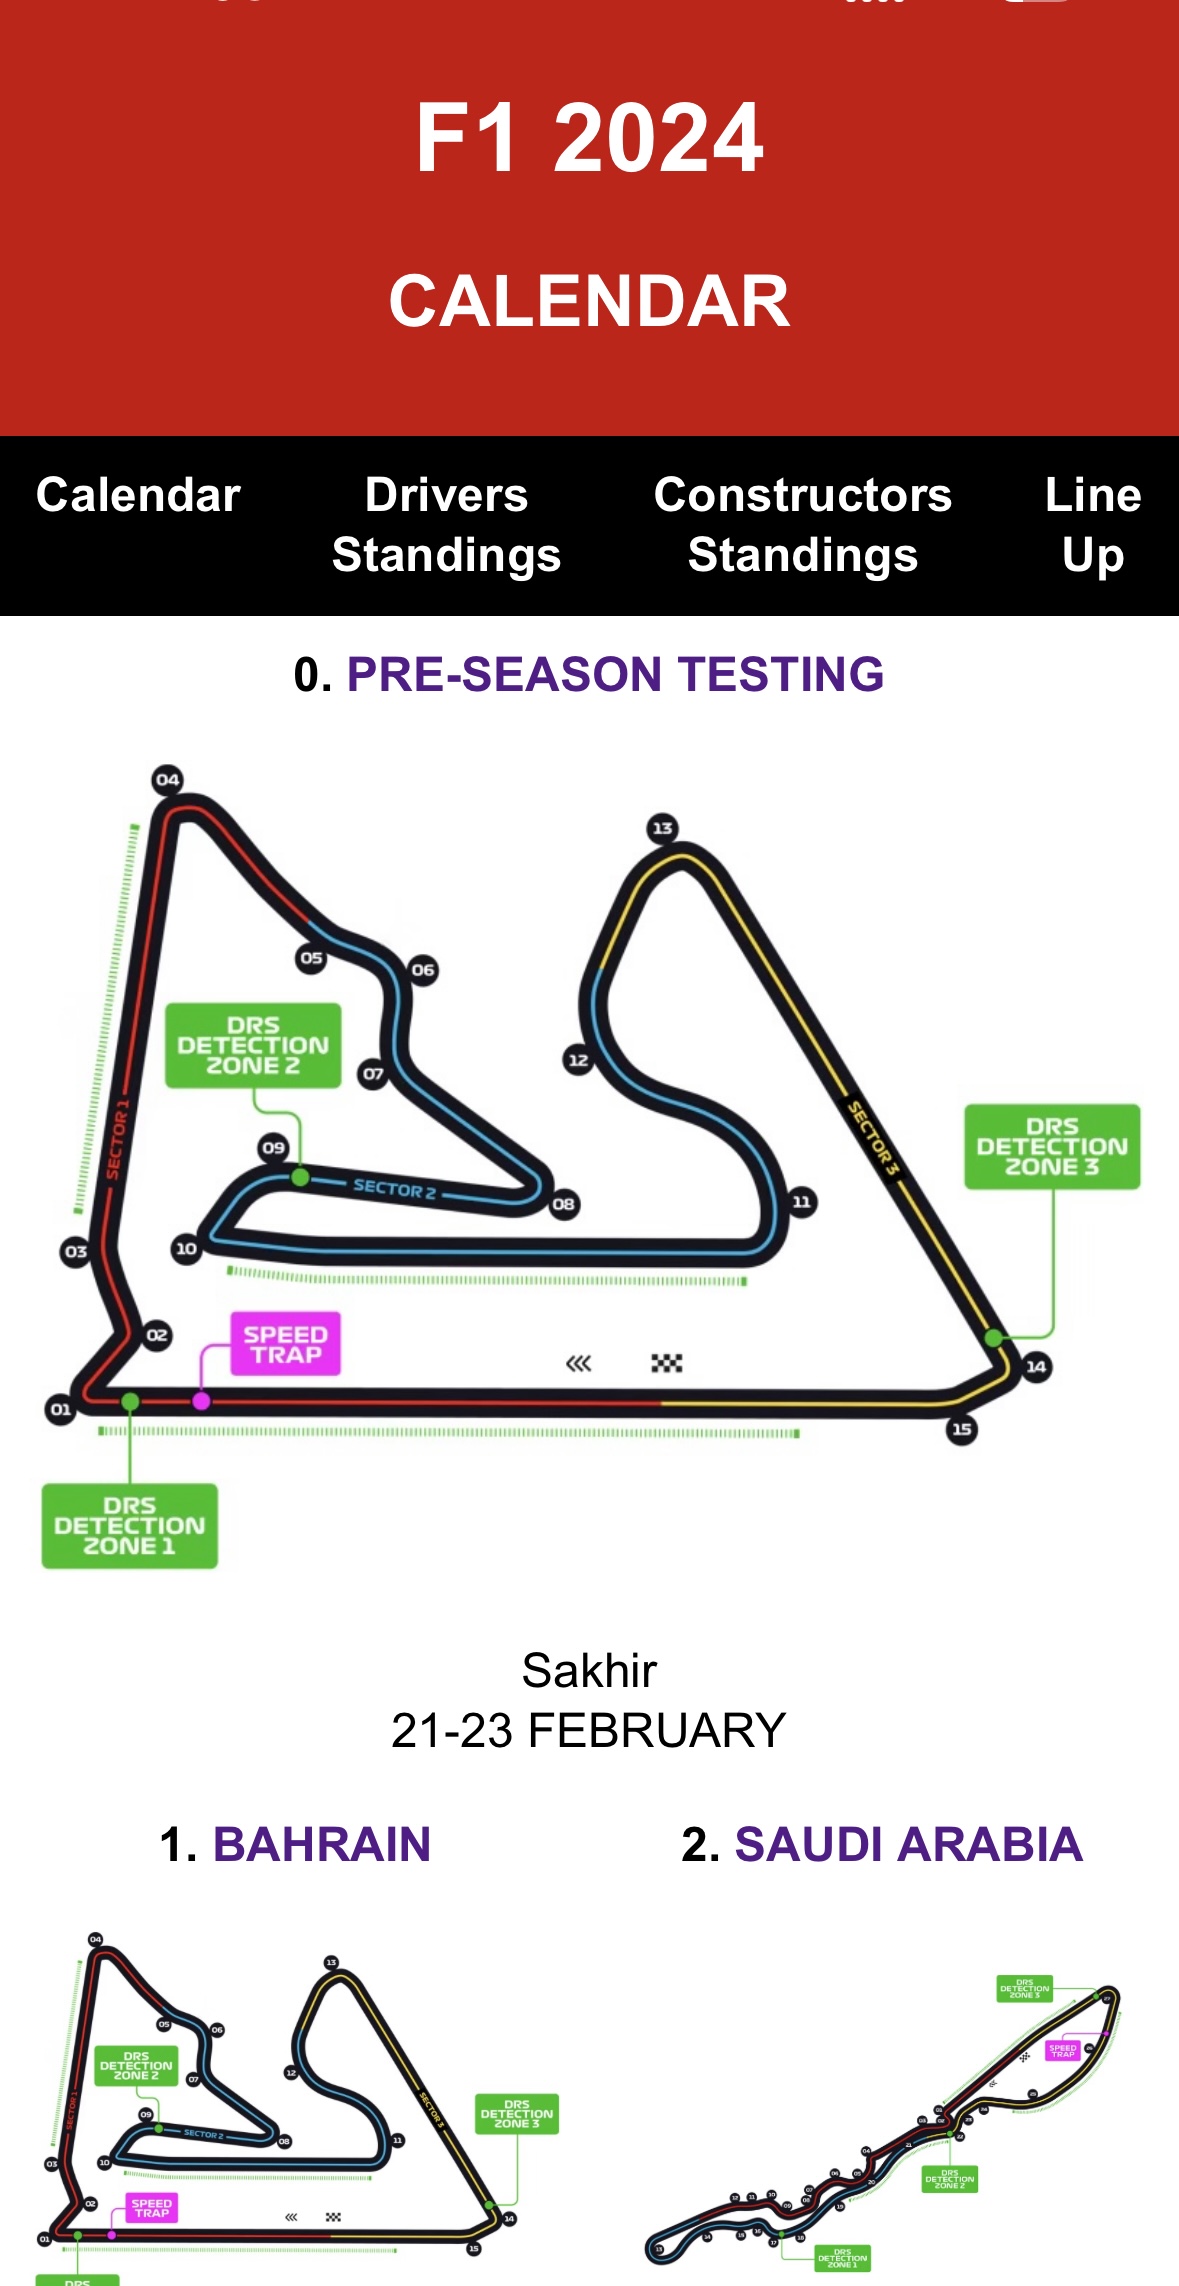 F1 2024
CALENDAR
Calendar
Drivers
Standings
Constructors
Standings
Line
Up
0. PRE-SEASON TESTING
04
13
05
06
DRS
DETECTION
ZONE 2
12
07
SECTOR 1
SECTOR 3
DRS
DETECTION
ZONE 3
09
SECTOR 2
08
11
03
10
02
SPEED
TRAP
14
01
15
DRS
DETECTION
ZONE 1
Sakhir
21-23 FEBRUARY
1. BAHRAIN
2. SAUDI ARABIA
04
13
05
06
DRS
DETECTION
ZONE 2
12
07
SECTOR 1
SECTOR 3
DRS
DETECTION
ZONE 3
09
SECTOR 2
08
11
03
10
02
SPEED
TRAP
14
01
15
DRS
DRS
DETECTION
ZONE 3
SPEED
TRAP
DRS
DETECTION
ZONE 2
DRS
DETECTION
ZONE 1